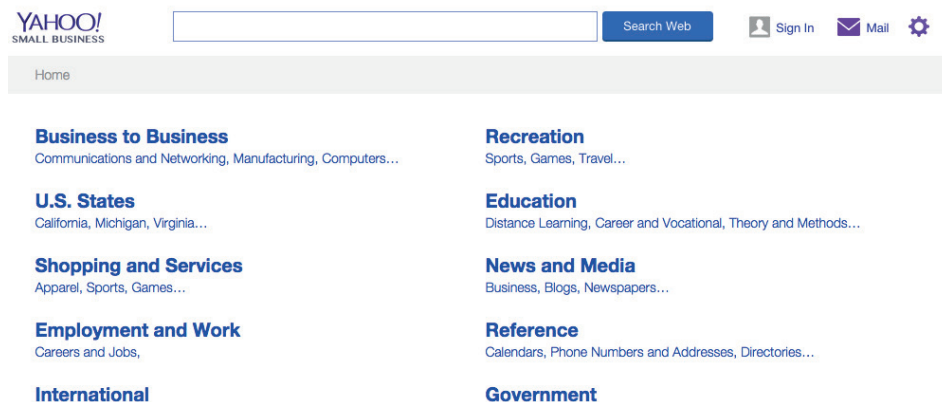 YAHOO!
SMALL BUSINESS
Search Web
Sign In
Mail
Home
Business to Business
Communications and Networking, Manufacturing, Computers...
Recreation
Sports, Games, Travel...
U.S. States
California, Michigan, Virginia...
Education
Distance Learning, Career and Vocational, Theory and Methods...
Shopping and Services
Apparel, Sports, Games...
News and Media
Business, Blogs, Newspapers...
Employment and Work
Careers and Jobs,
Reference
Calendars, Phone Numbers and Addresses, Directories...
International
Government